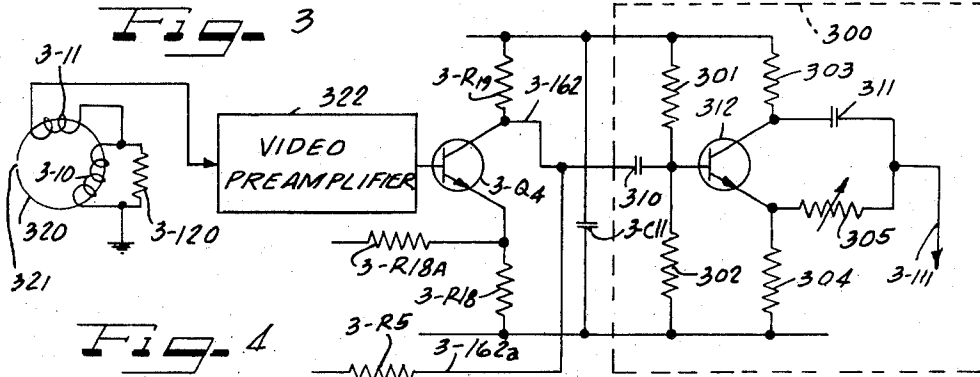 Fig. 3
300
3-11
3-R19
3-162
301
303
311
322
312
VIDEO
PREAMPLIFIER
3-10
3-Q4
310
3-120
320
3-C11
305
321
3-R18A
302
3-111
3-R18
304
3-R5
Fig. 4
3-162a